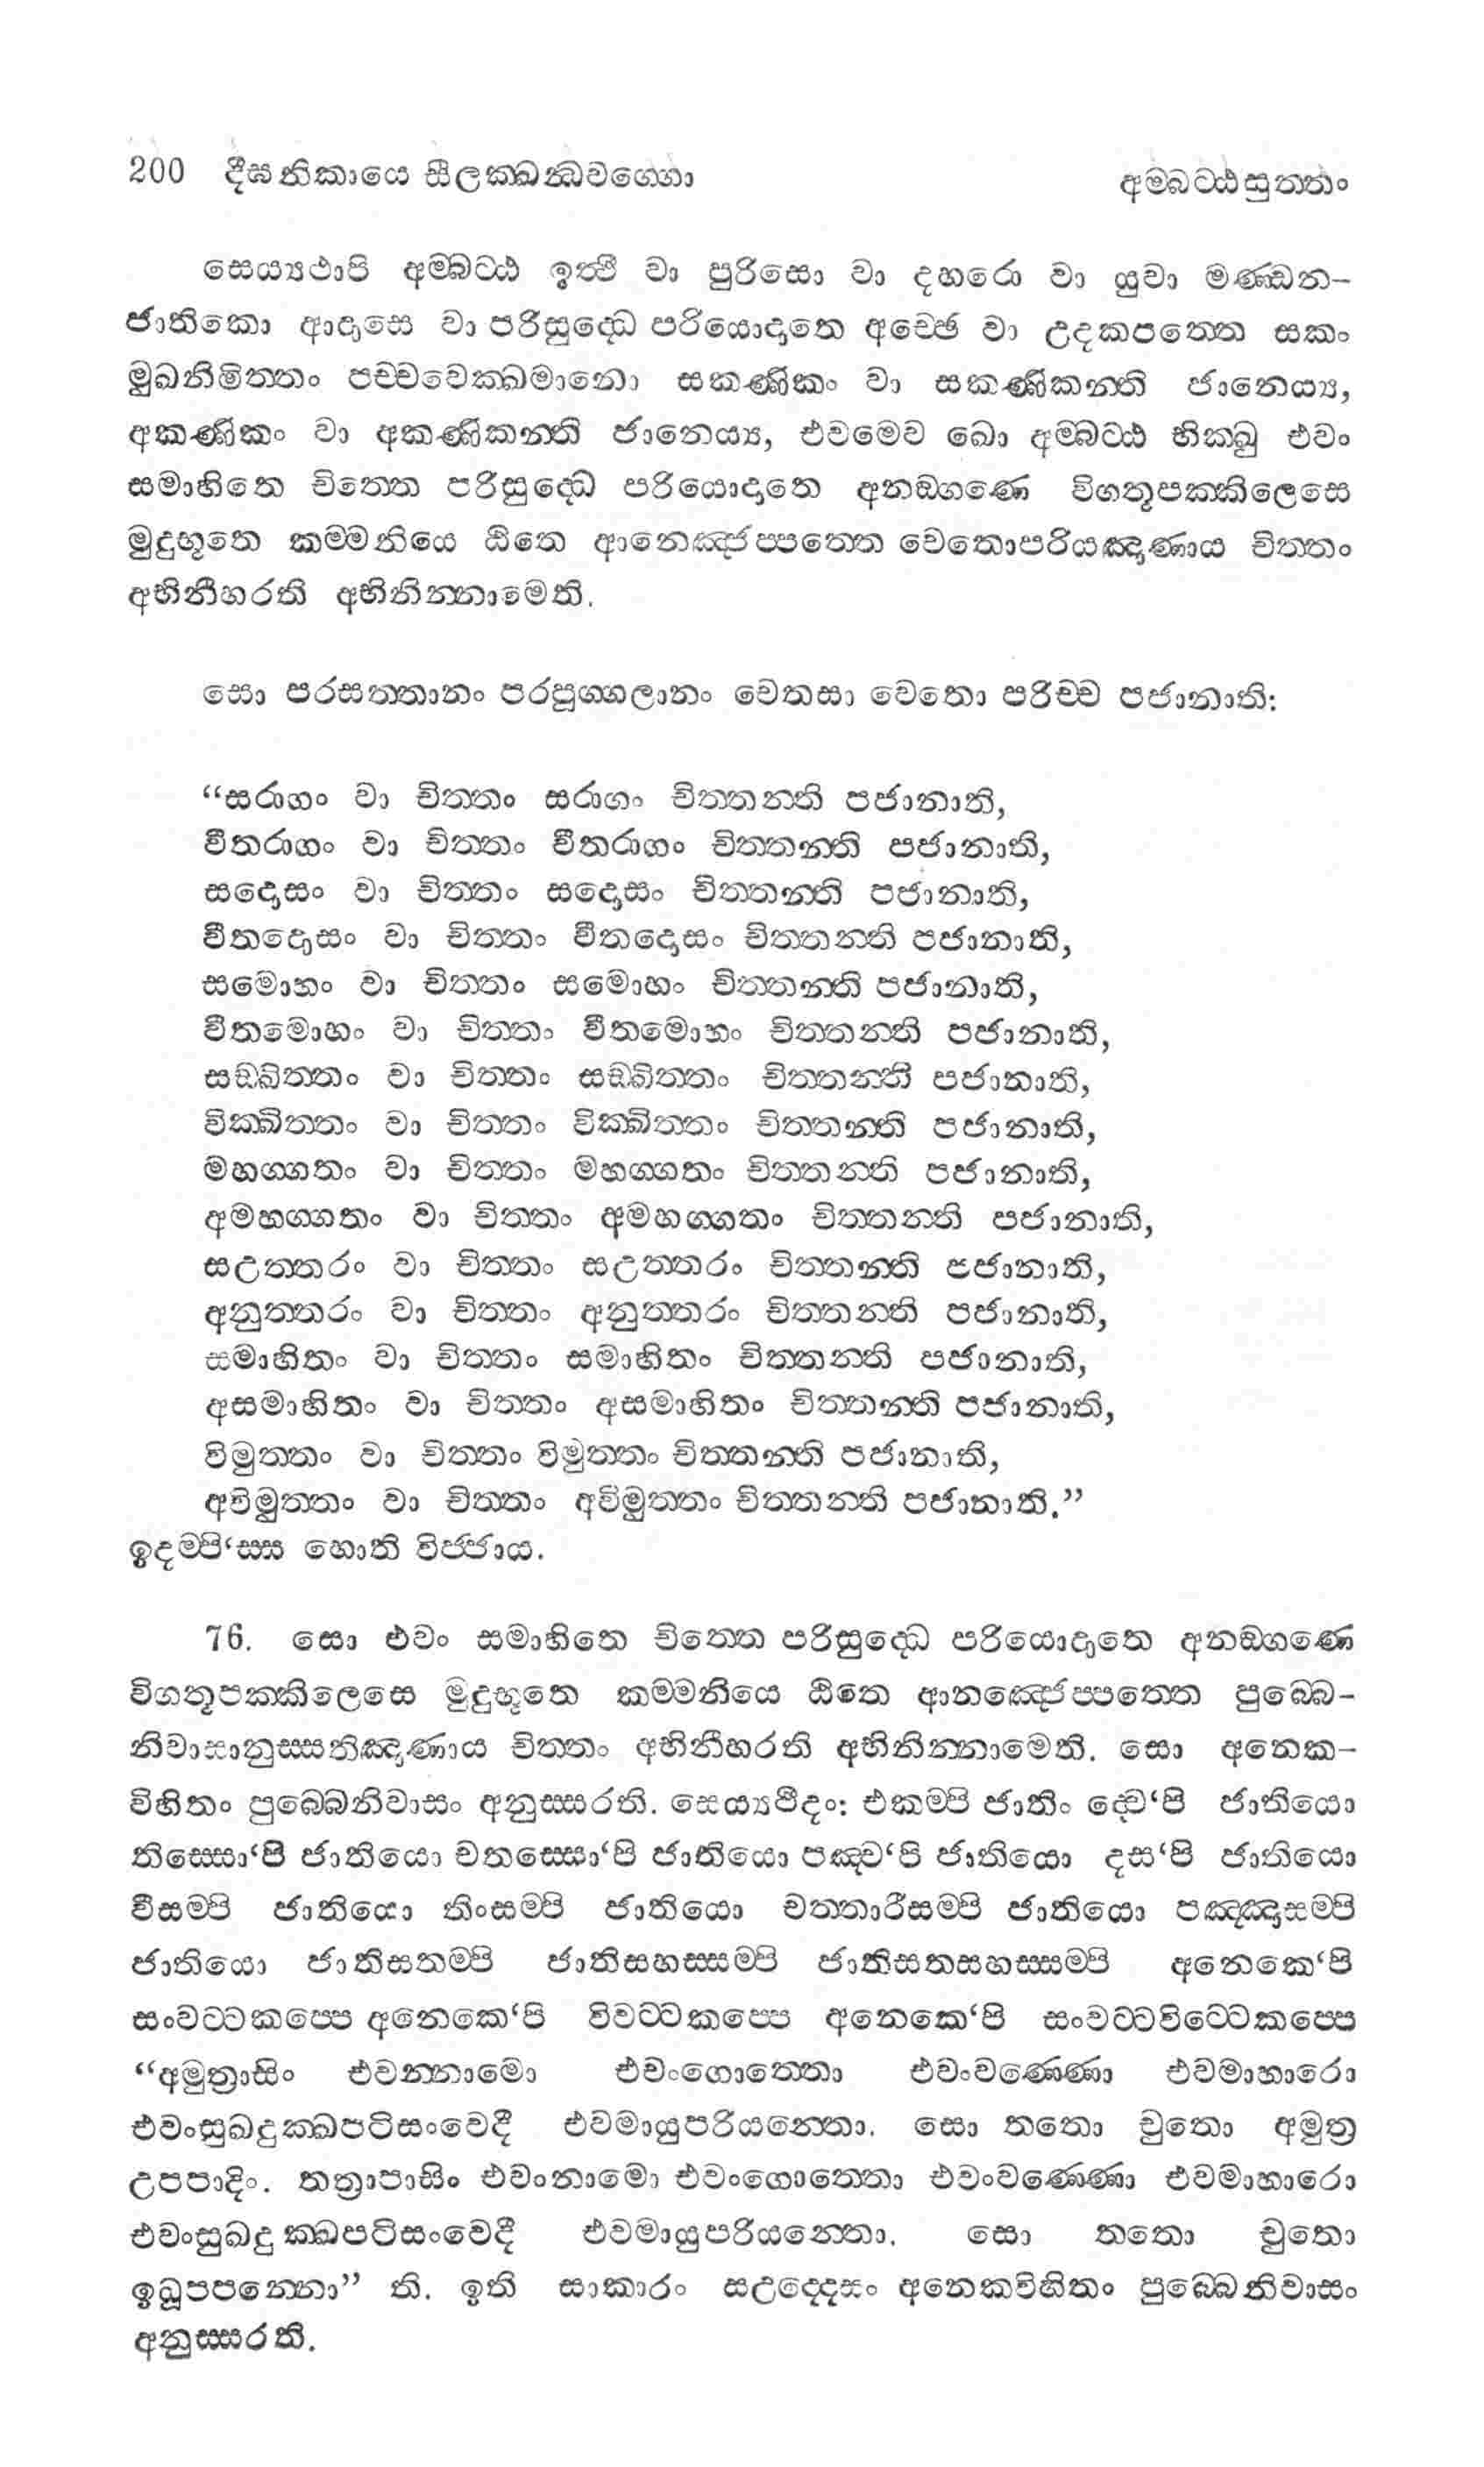 200 දීඝනිකායෙ සීලක්ඛන්ධවග්ගො අම්බට්ඨසුත්තං
සෙය්‍යථාපි අම්බට්ඨ ඉත්ථි වා පුරිසො වා දහරො වා යුවා මණ්ඩන-
ජාතිකො ආදාසෙ වා පරිසුද්ධෙ පරියොදාතෙ අච්ඡෙ වා උදකපත්තෙ සකං
මුඛනිමිත්තං පච්චවෙක්ඛමානො සකණිකං වා සකණිකන්ති ජානෙය්‍ය,
අකණිකං වා අකණිකන්ති ජානෙය්‍ය, එවමෙව ඛො අම්බට්ඨ භික්ඛු එවං
සමාහිතෙ චිත්තෙ පරිසුද්ධෙ පරියොදාතෙ අනඞ්ගණෙ විගතූපක්කිලෙසෙ
මුදුභූතෙ කම්මනියෙ ඨිතෙ ආනෙඤ්ජප්පත්තෙ චෙතොපරියඤාණාය චිත්තං
අභිනීහරති අභිනින්නාමෙති.
සො පරසත්තානං පරපුග්ගලානං චෙතසා චෙතො පරිච්ච පජානාති:
“සරාගං වා චිත්තං සරාගං චිත්තන්ති පජානාති,
වීතරාගං වා චිත්තං වීතරාගං චිත්තන්ති පජානාති,
සදොසං වා චිත්තං සදොසං චිත්තන්ති පජානාති,
වීතදොසං වා චිත්තං වීතදොසං චිත්තන්ති පජානාති,
සමොහං වා චිත්තං සමොහං චිත්තන්ති පජානාති,
වීතමොහං වා චිත්තං වීතමොහං චිත්තන්ති පජානාති,
සඞ්ඛිත්තං වා චිත්තං සඞ්ඛිත්තං චිත්තන්තී පජානාති,
වික්ඛිත්තං වා චිත්තං වික්ඛිත්තං චිත්තන්ති පජානාති,
මහග්ගතං වා චිත්තං මහග්ගතං චිත්තන්ති පජානාති,
අමහග්ගතං වා චිත්තං අමහග්ගතං චිත්තන්ති පජානාති,
සඋත්තරං වා චිත්තං සඋත්තරං චිත්තන්ති පජානාති,
අනුත්තරං වා චිත්තං අනුත්තරං චිත්තන්ති පජානාති,
සමාහිතං වා චිත්තං සමාහිතං චිත්තන්ති පජානාති,
අසමාහිතං වා චිත්තං අසමාහිතං චිත්තන්ති පජානාති,
විමුත්තං වා චිත්තං විමුත්තං චිත්තන්ති පජානාති,
අවිමුත්තං වා චිත්තං අවිමුත්තං චිත්තන්ති පජානාති.”
ඉදම්පි‘ස්ස හොති විජ්ජාය.
76. සො එවං සමාහිතෙ චිත්තෙ පරිසුද්ධෙ පරියොදාතෙ අනඞ්ගණෙ
විගතූපක්කිලෙසෙ මුදුභූතෙ කම්මනියෙ ඨිතෙ ආනඤ්ජෙප්පත්තෙ පුබ්බෙ-
නිවාසානුස්සතිඤාණාය චිත්තං අභිනීහරති අභිනින්නාමෙති. සො අනෙක-
විහිතං පුබ්බෙනිවාසං අනුස්සරති. සෙය්‍යථීදං: එකම්පි ජාතිං ද්වෙ‘පි ජාතියො
තිස්සො‘පි ජාතියො චතස්සො‘පි ජාතියො පඤ්ච‘පි ජාතියො දස‘පි ජාතියො
වීසම්පි ජාතියො තිංසම්පි ජාතියො චත්තාරීසම්පි ජාතියො පඤ්ඤාසම්පි
ජාතියො ජාතිසතම්පි ජාතිසහස්සම්පි ජාතිසතසහස්සම්පි අනෙකෙ‘පි
සංවට්ටකප්පෙ අනෙකෙ‘පි විවට්ටකප්පෙ අනෙකෙ‘පි සංවට්ටවිට්ටෙකප්පෙ
“අමුත්‍රාසිං එවන්නාමො එවංගොත්තො එවංවණ්ණො එවමාහාරො
එවංසුඛදුක්ඛපටිසංවෙදී එවමායුපරියන්තො. සො තතො චුතො අමුත්‍ර
උපපාදිං. තත්‍රාපාසිං එවංනාමො එවංගොත්තො එවංවණ්ණො එවමාහාරො
එවංසුඛදුක්ඛපටිසංවෙදී එවමායුපරියන්තො. සො තතො චුතො
ඉධූපපන්නො” ති. ඉති සාකාරං සඋද්දෙසං අනෙකවිහිතං පුබ්බෙනිවාසං
අනුස්සරති.